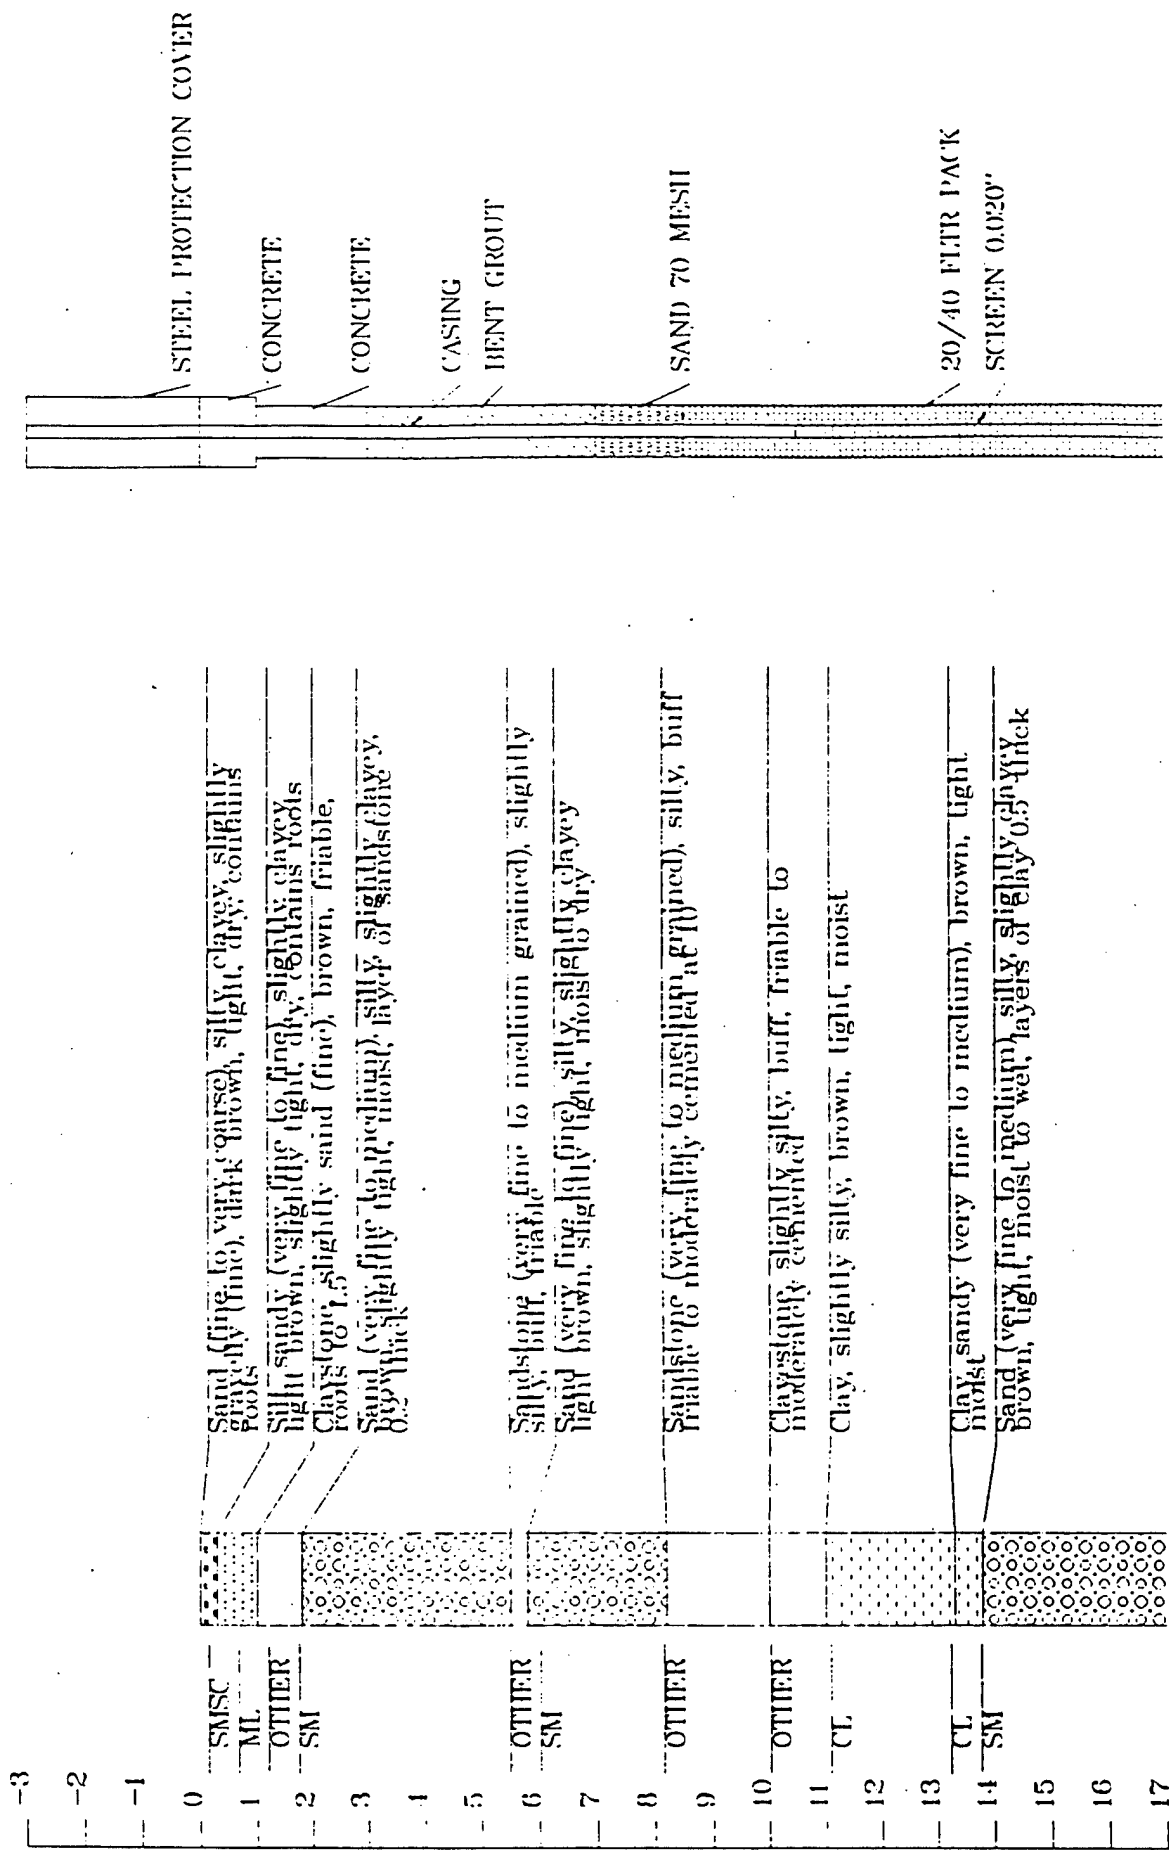 STEEL PROTECTION COVER
CONCRETE
CONCRETE
CASING
BENT GROUT
SAND 70 MESH
20/40 FLTR PACK
SCREEN 0.020"
Sand (fine to very coarse), silty, clayey, slightly
gravelly (fine), dark brown, tight, dry, contains
roots
Silt, sandy (very fine to fine), slightly clayey,
light brown, slightly tight, dry, contains roots
Claystone, slightly sand (fine), brown, friable,
roots to 1.5
Sand (very fine to medium), silty, slightly clayey,
brown, slightly tight, moist, layer of sandstone
0.2 thick
Sandstone (very fine to medium grained), slightly
silty, buff, friable
Sand (very fine to fine), silty, slightly clayey
light brown, slightly tight, moist to dry
Sandstone (very fine to medium grained), silty, buff
friable to moderately cemented at 10
Claystone, slightly silty, buff, friable to
moderately cemented
Clay, slightly silty, brown, tight, moist
Clay, sandy (very fine to medium), brown, tight
moist
Sand (very fine to medium), silty, slightly clayey
brown, tight, moist to wet, layers of clay 0.5 thick
SMSC
ML
OTHER
SM
OTHER
SM
OTHER
OTHER
CL
CL
SM
-3
-2
-1
0
1
2
3
4
5
6
7
8
9
10
11
12
13
14
15
16
17